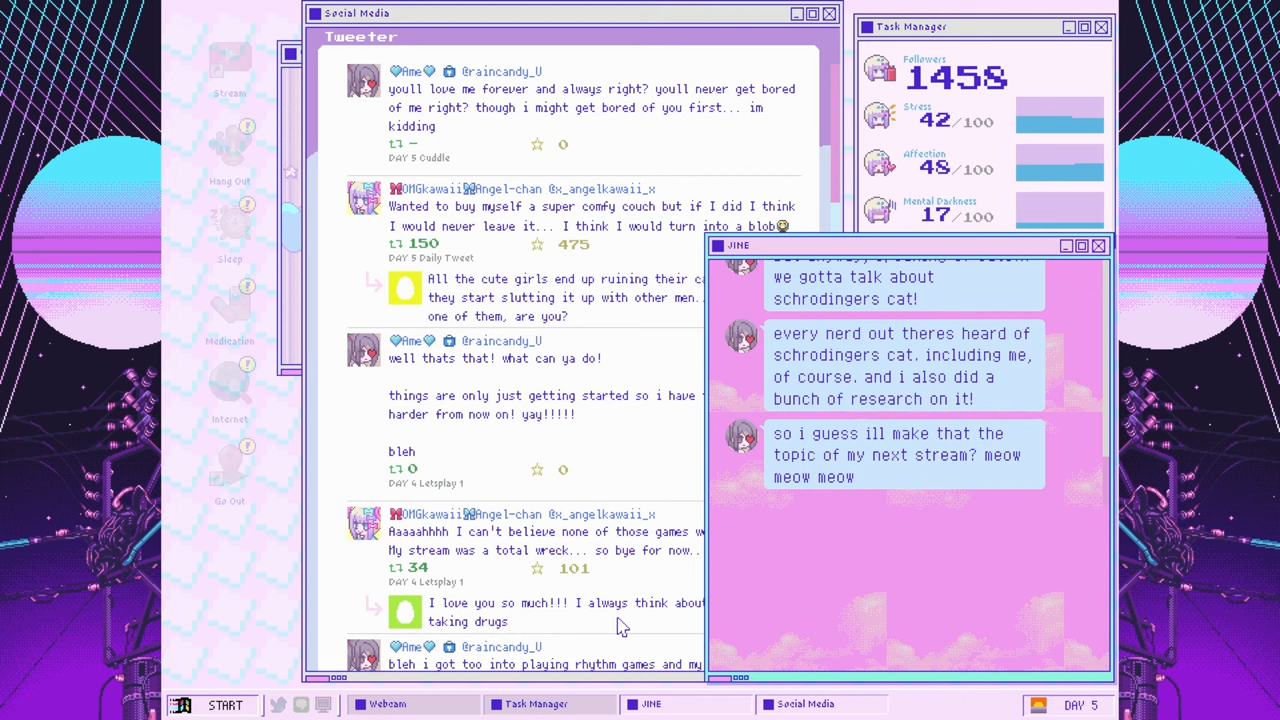 Social Media
Tweeter
Ame @raincandy_U
youll love me forever and always right? youll never get bored
of me right? though i might get bored of you first... im
kidding
–
0
DAY 5 Cuddle
OMGkawaiiAngel-chan @x_angelkawaii_x
Wanted to buy myself a super comfy couch but if I did I think
I would never leave it... I think I would turn into a blob
150
475
DAY 5 Daily Tweet
All the cute girls end up ruining their
they start slutting it up with other men..
one of them, are you?
Ame @raincandy_U
well thats that! what can ya do!
things are only just getting started so i have
harder from now on! yay!!!!!
bleh
0
0
DAY 4 Letsplay 1
OMGkawaiiAngel-chan @x_angelkawaii_x
Aaaaahhhh I can't believe none of those games
My stream was a total wreck... so bye for now..
34
101
DAY 4 Letsplay 1
I love you so much!!! I always think about
taking drugs
Ame @raincandy_U
bleh i got too into playing rhythm games and my
Task Manager
Followers
1458
Stress
42/100
Affection
48/100
Mental Darkness
17/100
JINE
we gotta talk about
schrodingers cat!
every nerd out theres heard of
schrodingers cat. including me,
of course. and i also did a
bunch of research on it!
so i guess ill make that the
topic of my next stream? meow
meow meow
Stream
Hang Out
Sleep
Medication
Internet
Go Out
START
Webcam
Task Manager
JINE
Social Media
DAY 5